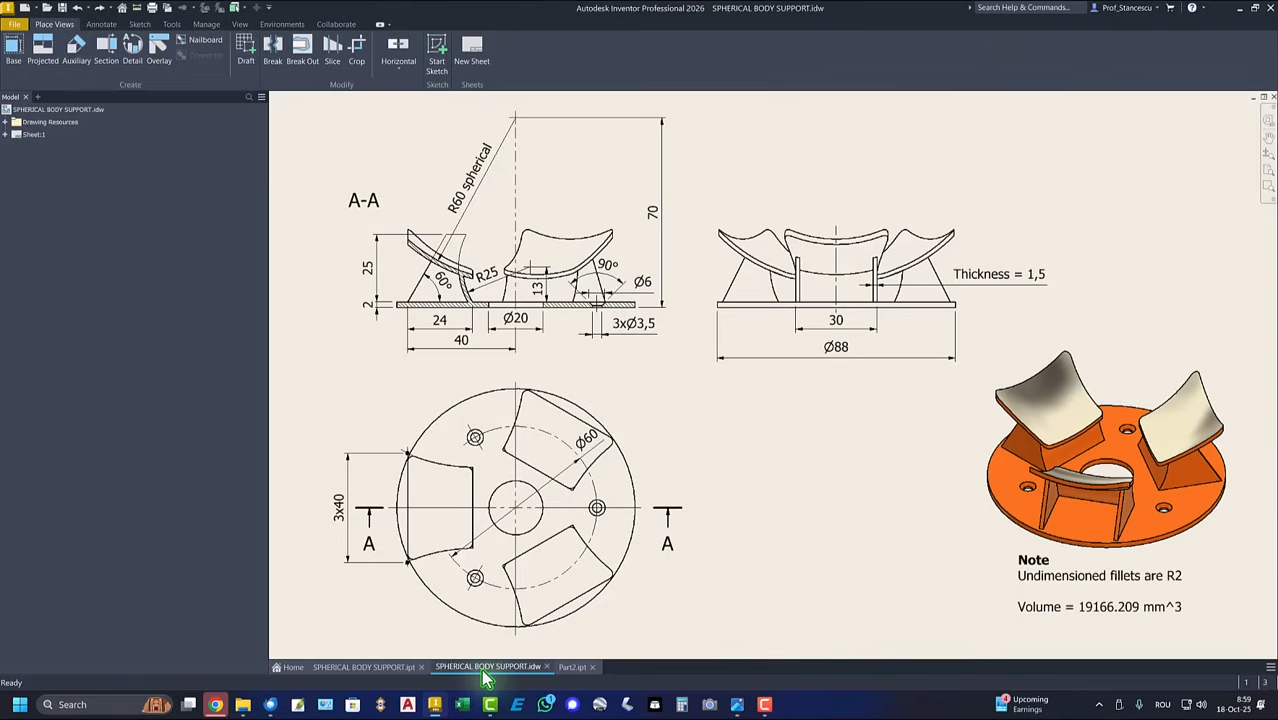 Autodesk Inventor Professional 2026 SPHERICAL BODY SUPPORT.idw
Search Help & Commands...
Prof_Stancescu
File Place Views Annotate Sketch Tools Manage View Environments Collaborate
Base Projected Auxiliary Section Detail Overlay
Nailboard
Draft
Break Break Out Slice Crop
Horizontal
Start Sketch
New Sheet
Create Modify Sketch Sheets
Model
SPHERICAL BODY SUPPORT.idw
Drawing Resources
Sheet:1
A-A
R60 spherical
70
25
60°
R25
13
90°
Ø6
2
24
Ø20
3xØ3,5
40
Thickness = 1,5
30
Ø88
Ø60
3x40
A A
Note
Undimensioned fillets are R2
Volume = 19166.209 mm^3
Home SPHERICAL BODY SUPPORT.ipt SPHERICAL BODY SUPPORT.idw Part2.ipt
Ready
1 3
Search
4
Upcoming
Earnings
ROU
8:59
18-Oct-25